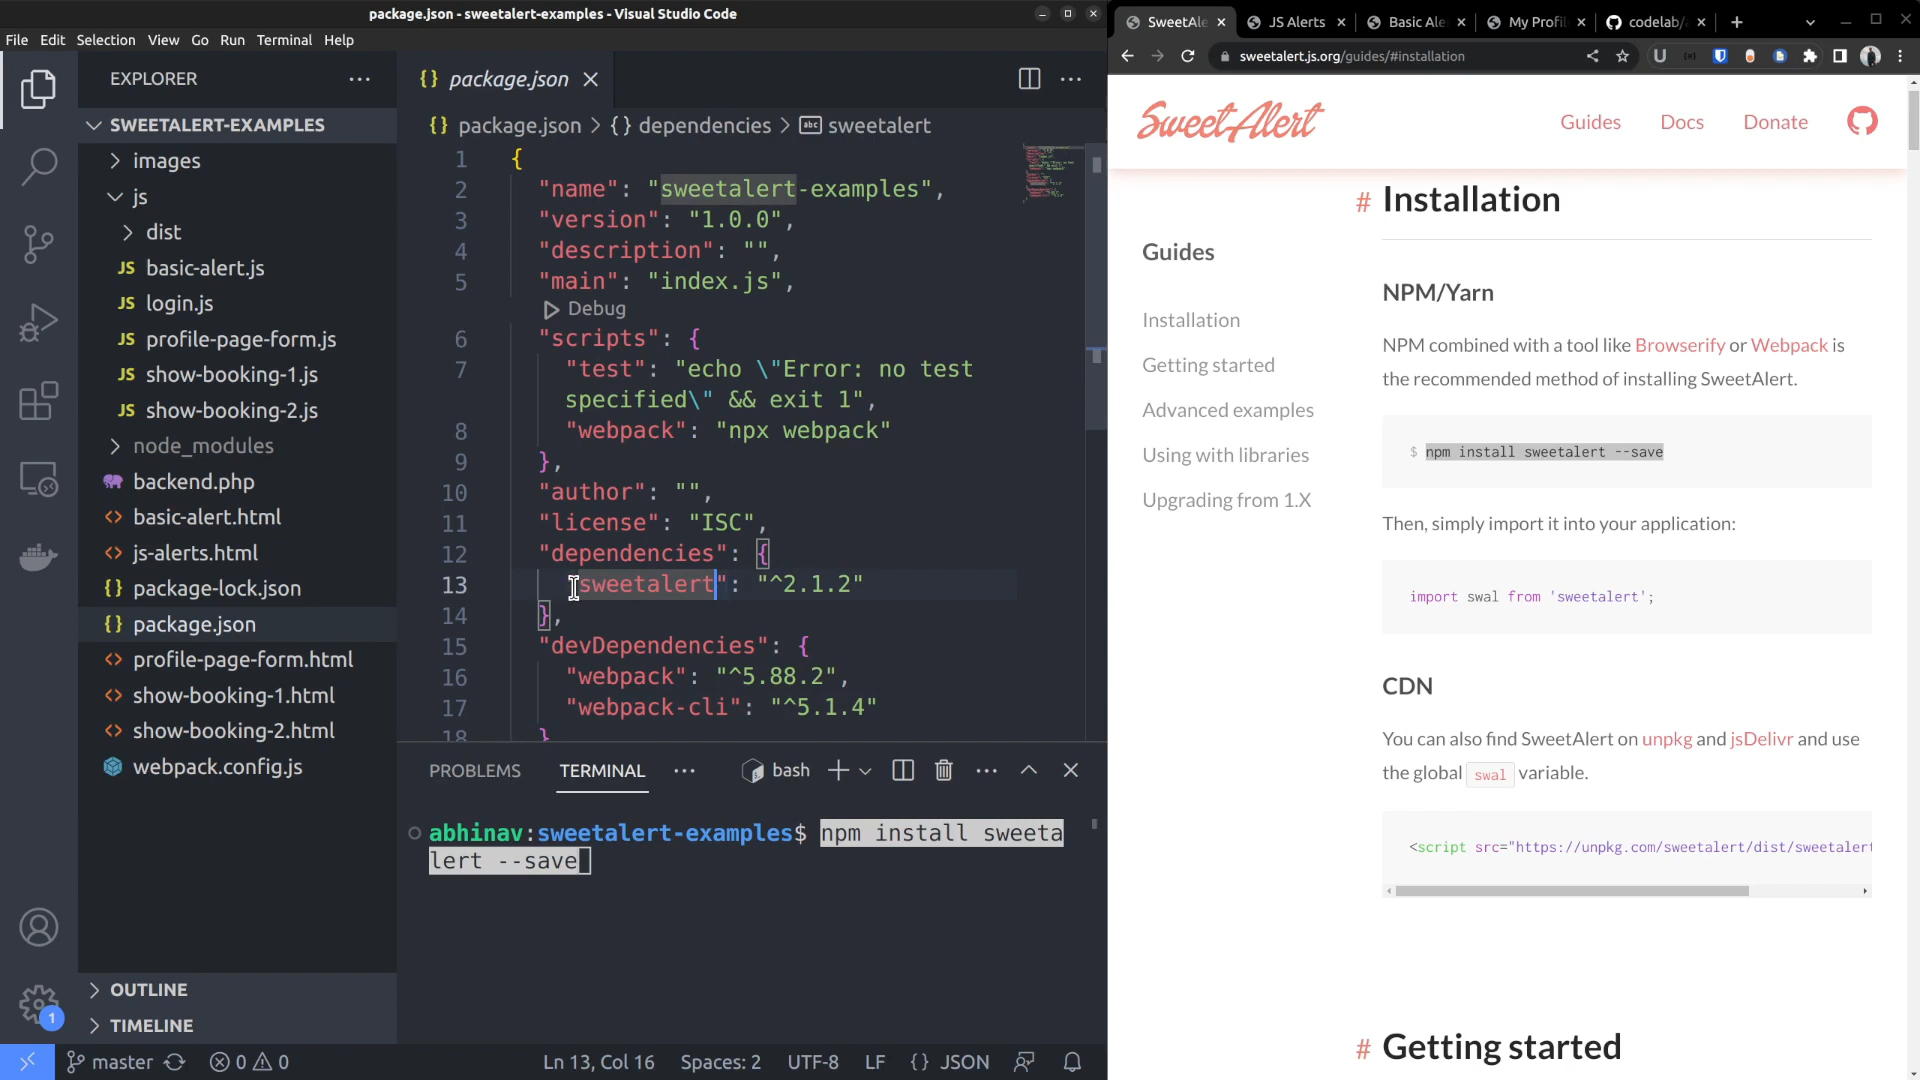 package.json - sweetalert-examples - Visual Studio Code
File Edit Selection View Go Run Terminal Help
EXPLORER
SWEETALERT-EXAMPLES
images
js
dist
JS basic-alert.js
JS login.js
JS profile-page-form.js
JS show-booking-1.js
JS show-booking-2.js
node_modules
backend.php
<> basic-alert.html
<> js-alerts.html
{} package-lock.json
{} package.json
<> profile-page-form.html
<> show-booking-1.html
<> show-booking-2.html
webpack.config.js
OUTLINE
TIMELINE
1
{} package.json
{} package.json > {} dependencies > abc sweetalert
1 {
2 "name": "sweetalert-examples",
3 "version": "1.0.0",
4 "description": "",
5 "main": "index.js",
Debug
6 "scripts": {
7 "test": "echo \"Error: no test
specified\" && exit 1",
8 "webpack": "npx webpack"
9 },
10 "author": "",
11 "license": "ISC",
12 "dependencies": {
13 "sweetalert": "^2.1.2"
14 },
15 "devDependencies": {
16 "webpack": "^5.88.2",
17 "webpack-cli": "^5.1.4"
18 }
PROBLEMS TERMINAL bash
abhinav:sweetalert-examples$ npm install sweeta
lert --save
master 0 0 Ln 13, Col 16 Spaces: 2 UTF-8 LF {} JSON
SweetAle JS Alerts Basic Ale My Profil codelab/
sweetalert.js.org/guides/#installation
SweetAlert
Guides Docs Donate
Guides
Installation
Getting started
Advanced examples
Using with libraries
Upgrading from 1.X
# Installation
NPM/Yarn
NPM combined with a tool like Browserify or Webpack is
the recommended method of installing SweetAlert.
$ npm install sweetalert --save
Then, simply import it into your application:
import swal from 'sweetalert';
CDN
You can also find SweetAlert on unpkg and jsDelivr and use
the global swal variable.
<script src="https://unpkg.com/sweetalert/dist/sweetalert
# Getting started